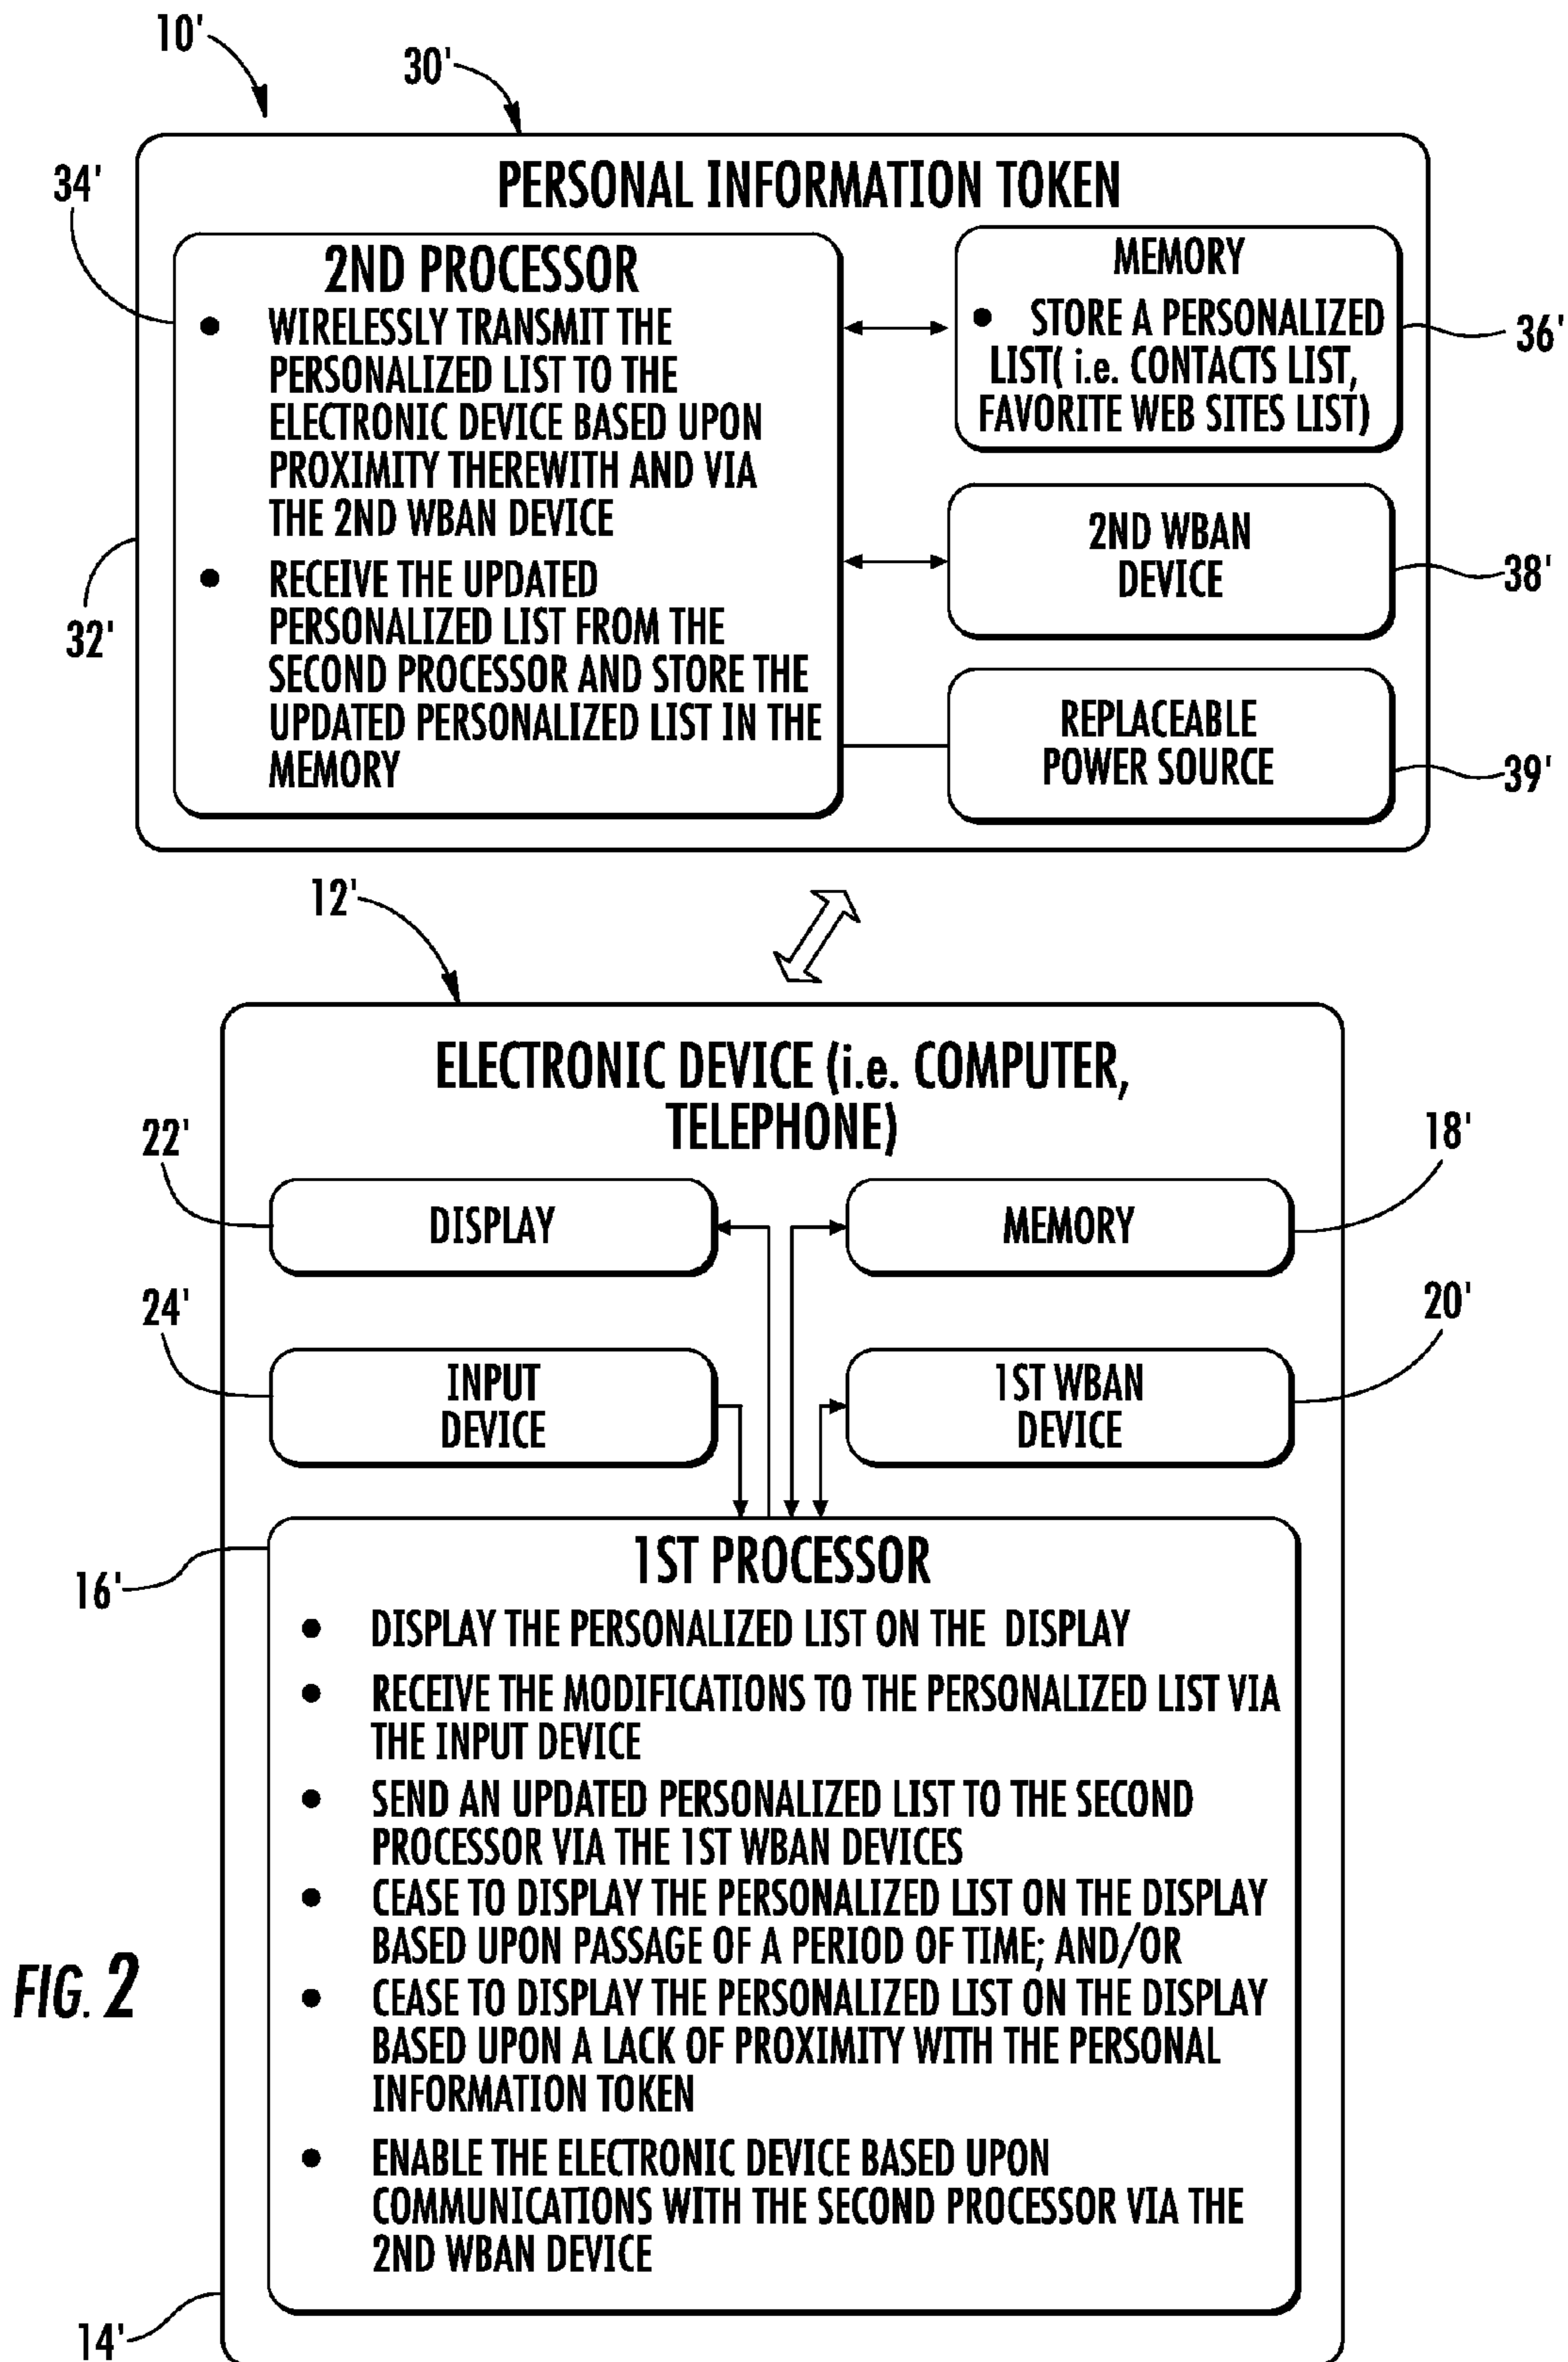 10'
30'
PERSONAL INFORMATION TOKEN
34'
2ND PROCESSOR
• WIRELESSLY TRANSMIT THE
PERSONALIZED LIST TO THE
ELECTRONIC DEVICE BASED UPON
PROXIMITY THEREWITH AND VIA
THE 2ND WBAN DEVICE
• RECEIVE THE UPDATED
PERSONALIZED LIST FROM THE
SECOND PROCESSOR AND STORE THE
UPDATED PERSONALIZED LIST IN THE
MEMORY
32'
MEMORY
• STORE A PERSONALIZED
LIST( i.e. CONTACTS LIST,
FAVORITE WEB SITES LIST)
36'
2ND WBAN
DEVICE
38'
REPLACEABLE
POWER SOURCE
39'
12'
ELECTRONIC DEVICE (i.e. COMPUTER,
TELEPHONE)
22'
DISPLAY
MEMORY
18'
24'
INPUT
DEVICE
1ST WBAN
DEVICE
20'
16'
1ST PROCESSOR
• DISPLAY THE PERSONALIZED LIST ON THE DISPLAY
• RECEIVE THE MODIFICATIONS TO THE PERSONALIZED LIST VIA
THE INPUT DEVICE
• SEND AN UPDATED PERSONALIZED LIST TO THE SECOND
PROCESSOR VIA THE 1ST WBAN DEVICES
• CEASE TO DISPLAY THE PERSONALIZED LIST ON THE DISPLAY
BASED UPON PASSAGE OF A PERIOD OF TIME; AND/OR
• CEASE TO DISPLAY THE PERSONALIZED LIST ON THE DISPLAY
BASED UPON A LACK OF PROXIMITY WITH THE PERSONAL
INFORMATION TOKEN
• ENABLE THE ELECTRONIC DEVICE BASED UPON
COMMUNICATIONS WITH THE SECOND PROCESSOR VIA THE
2ND WBAN DEVICE
FIG. 2
14'